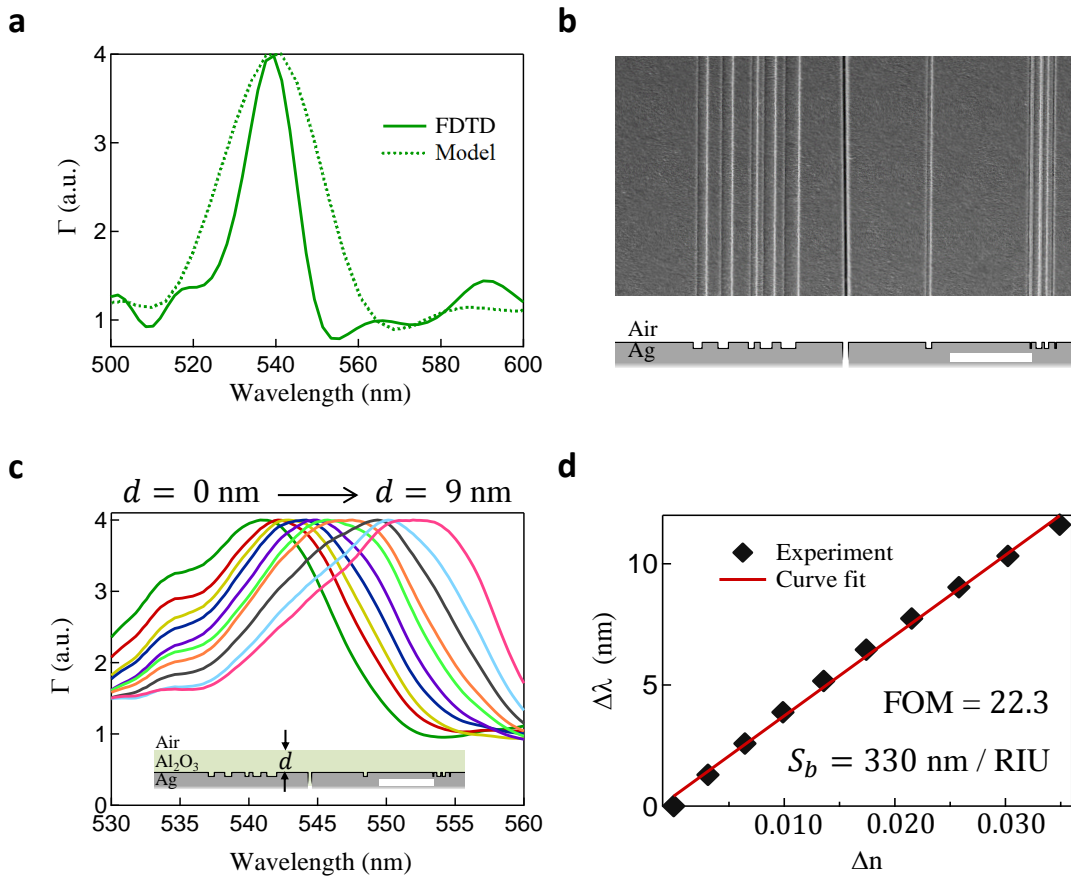 a
4
3
2
1
Γ (a.u.)
FDTD
Model
500
520
540
560
580
600
Wavelength (nm)
b
Air
Ag
c
d = 0 nm → d = 9 nm
4
3
2
1
0
Γ (a.u.)
Air
Al₂O₃
Ag
d
530
535
540
545
550
555
560
Wavelength (nm)
d
10
5
0
Δλ (nm)
Experiment
Curve fit
FOM = 22.3
S_b = 330 nm / RIU
0.010
0.020
0.030
Δn